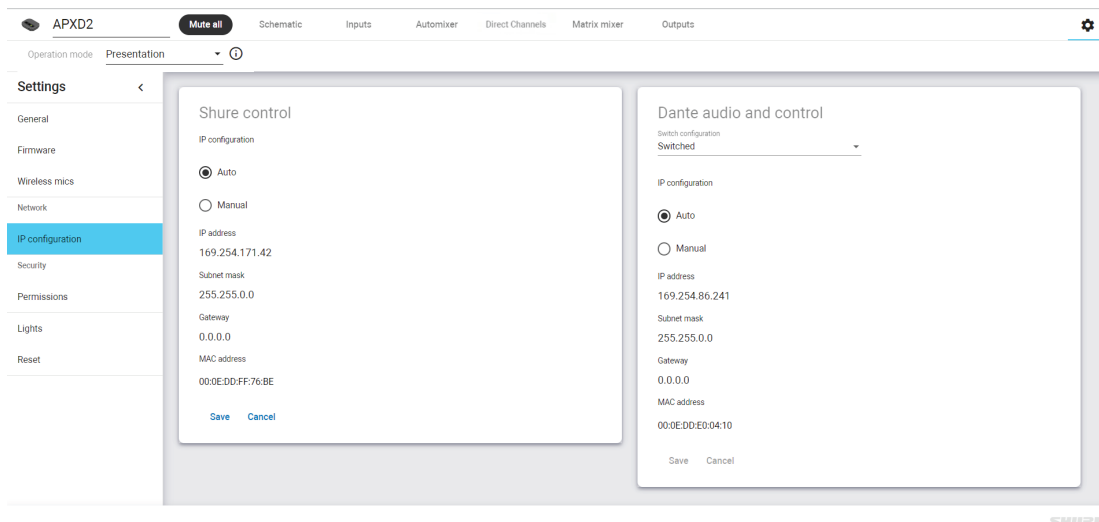 APXD2
Mute all
Schematic
Inputs
Automixer
Direct Channels
Matrix mixer
Outputs
Operation mode
Presentation
Settings
General
Firmware
Wireless mics
Network
IP configuration
Security
Permissions
Lights
Reset
Shure control
IP configuration
Auto
Manual
IP address
169.254.171.42
Subnet mask
255.255.0.0
Gateway
0.0.0.0
MAC address
00:0E:DD:FF:76:BE
Save Cancel
Dante audio and control
Switch configuration
Switched
IP configuration
Auto
Manual
IP address
169.254.86.241
Subnet mask
255.255.0.0
Gateway
0.0.0.0
MAC address
00:0E:DD:E0:04:10
Save Cancel